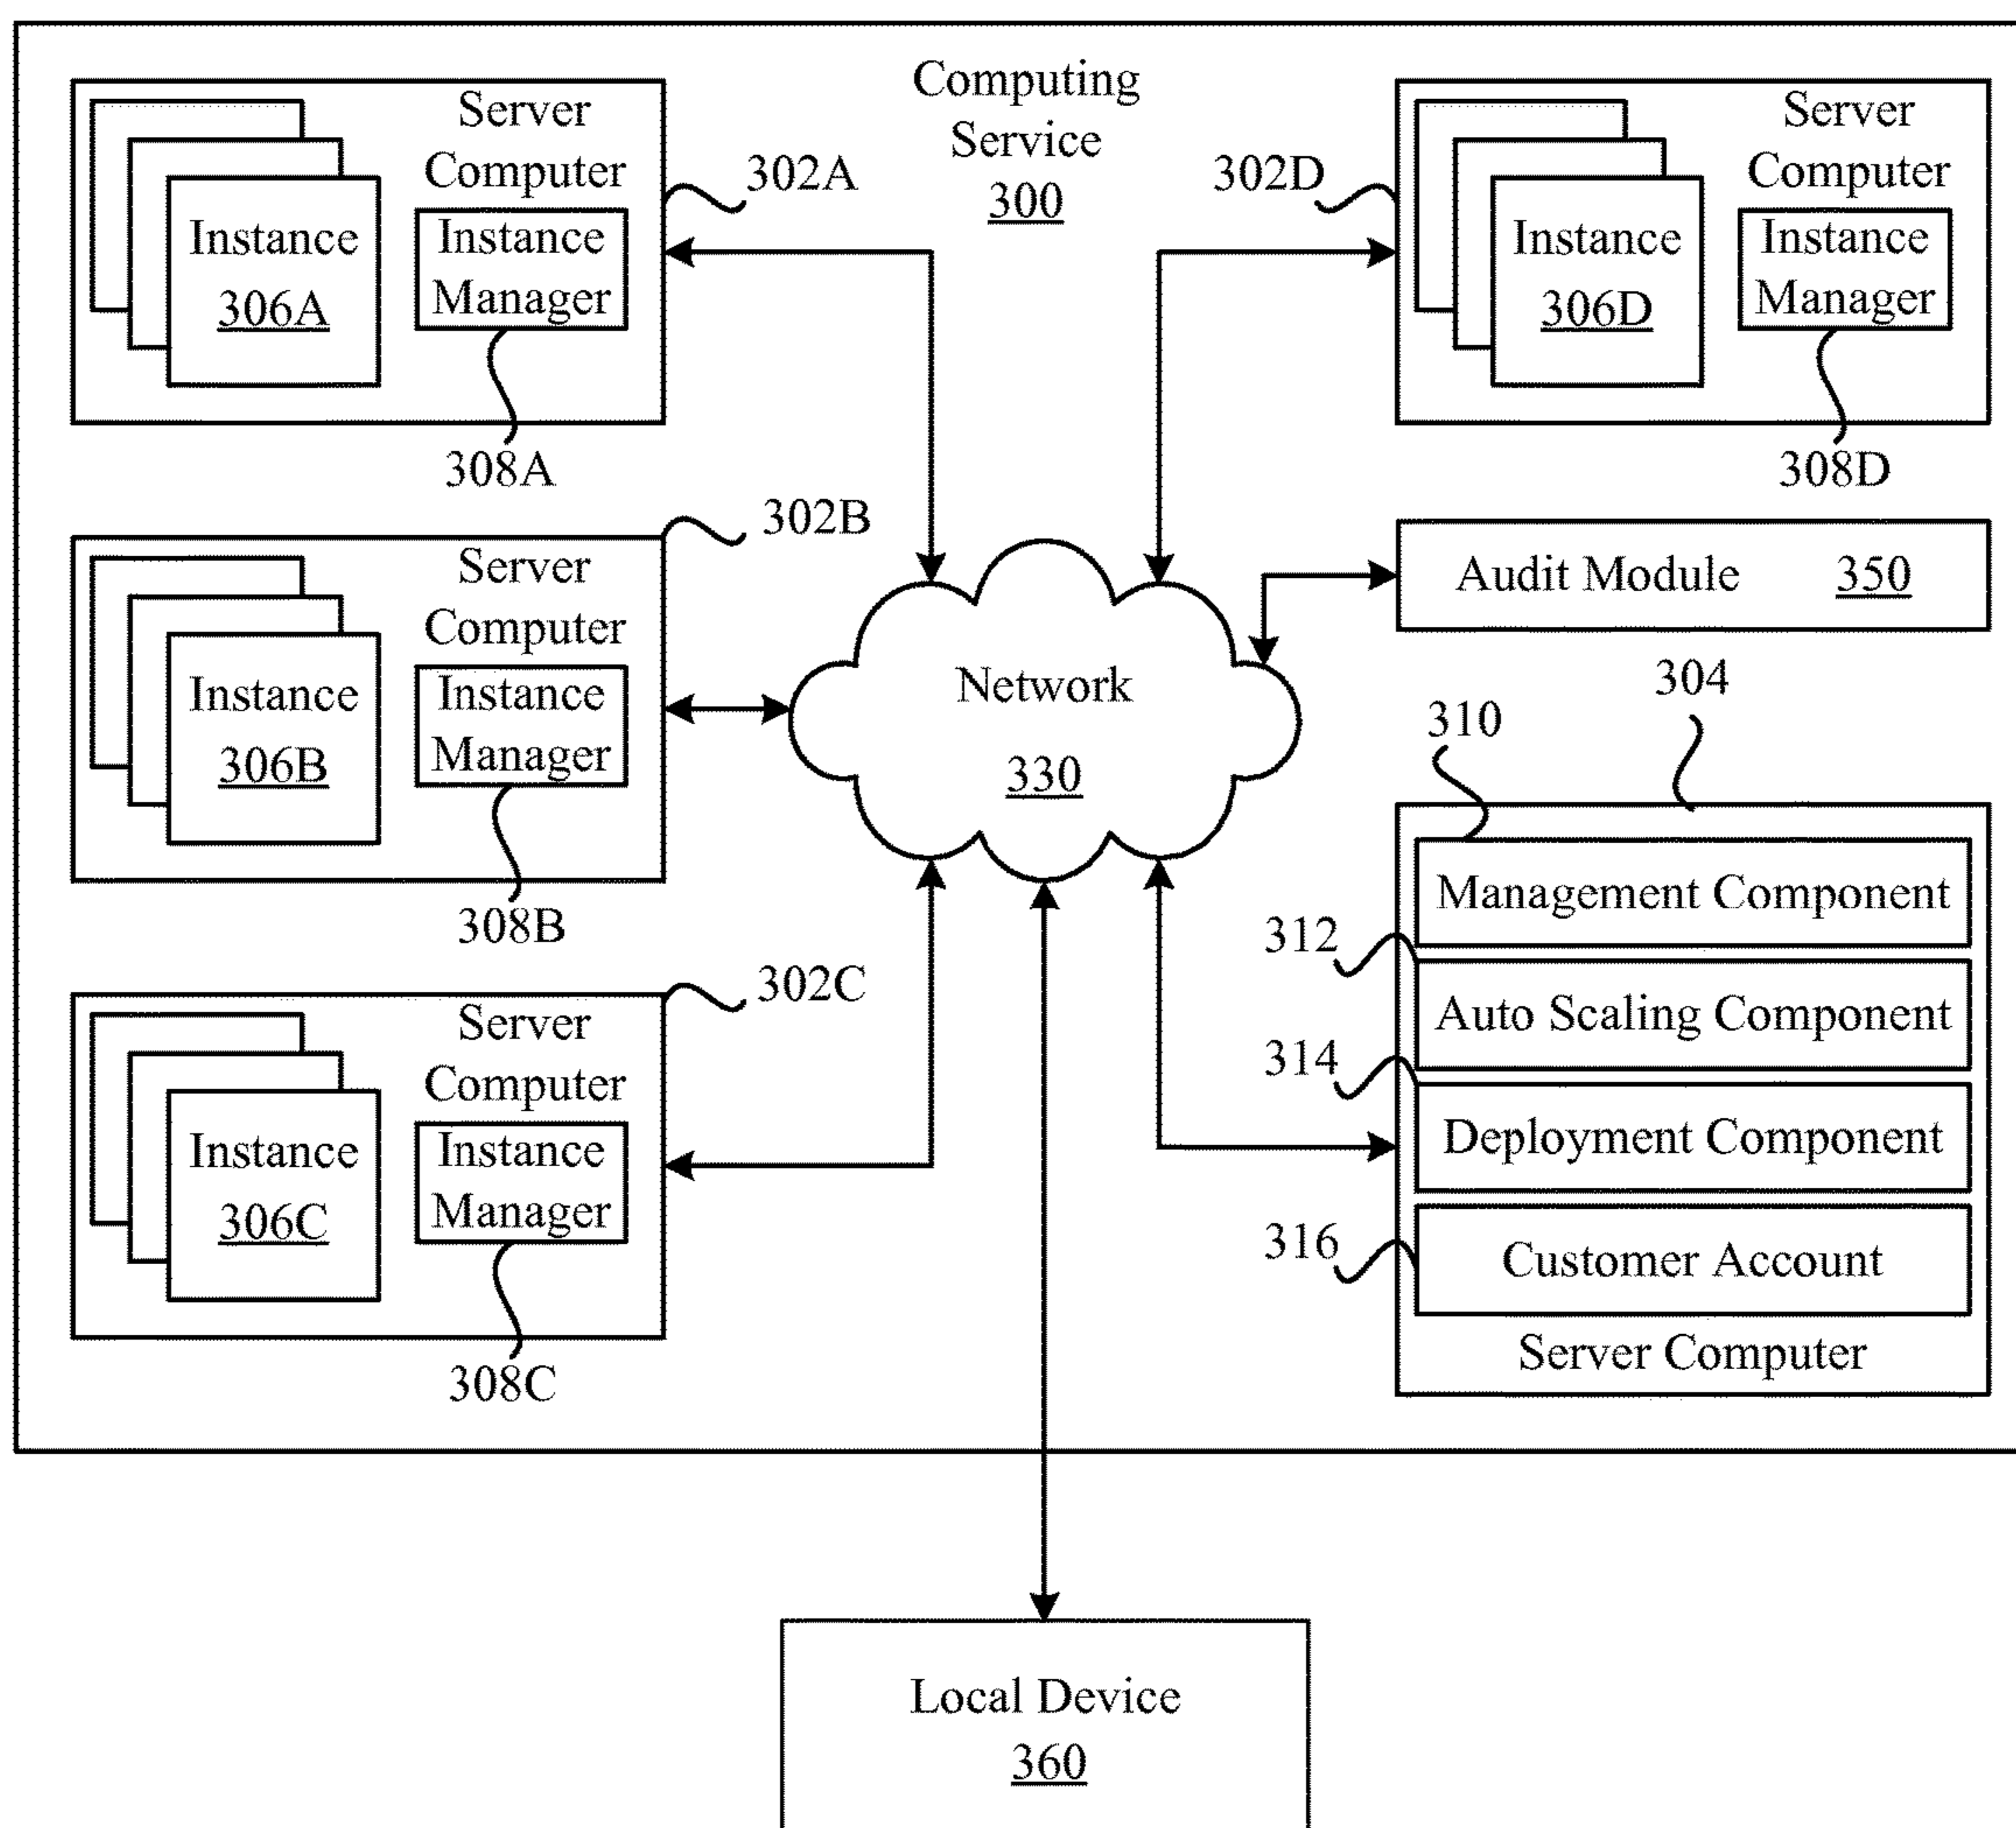 Computing
Service
300
Server
Computer
302A
Instance
306A
Instance
Manager
308A
302D
Server
Computer
Instance
306D
Instance
Manager
308D
302B
Server
Computer
Instance
306B
Instance
Manager
308B
Network
330
Audit Module 350
304
310
Management Component
312
Auto Scaling Component
314
Deployment Component
316
Customer Account
Server Computer
302C
Server
Computer
Instance
306C
Instance
Manager
308C
Local Device
360